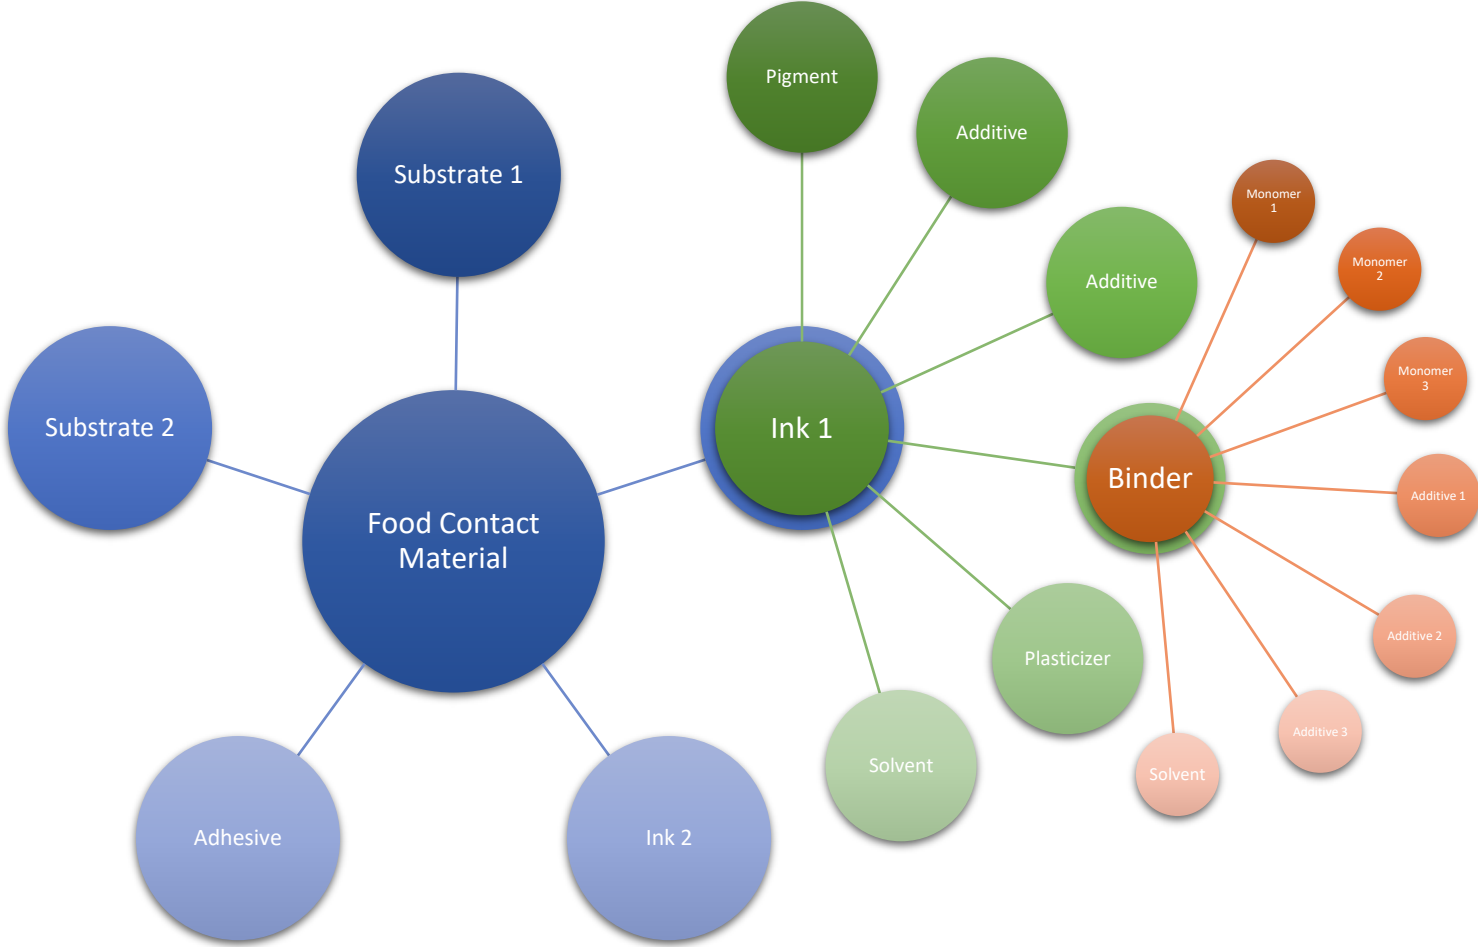 Pigment
Additive
Substrate 1
Monomer
1
Monomer
2
Additive
Monomer
3
Substrate 2
Ink 1
Binder
Additive 1
Food Contact
Material
Additive 2
Plasticizer
Additive 3
Solvent
Solvent
Adhesive
Ink 2